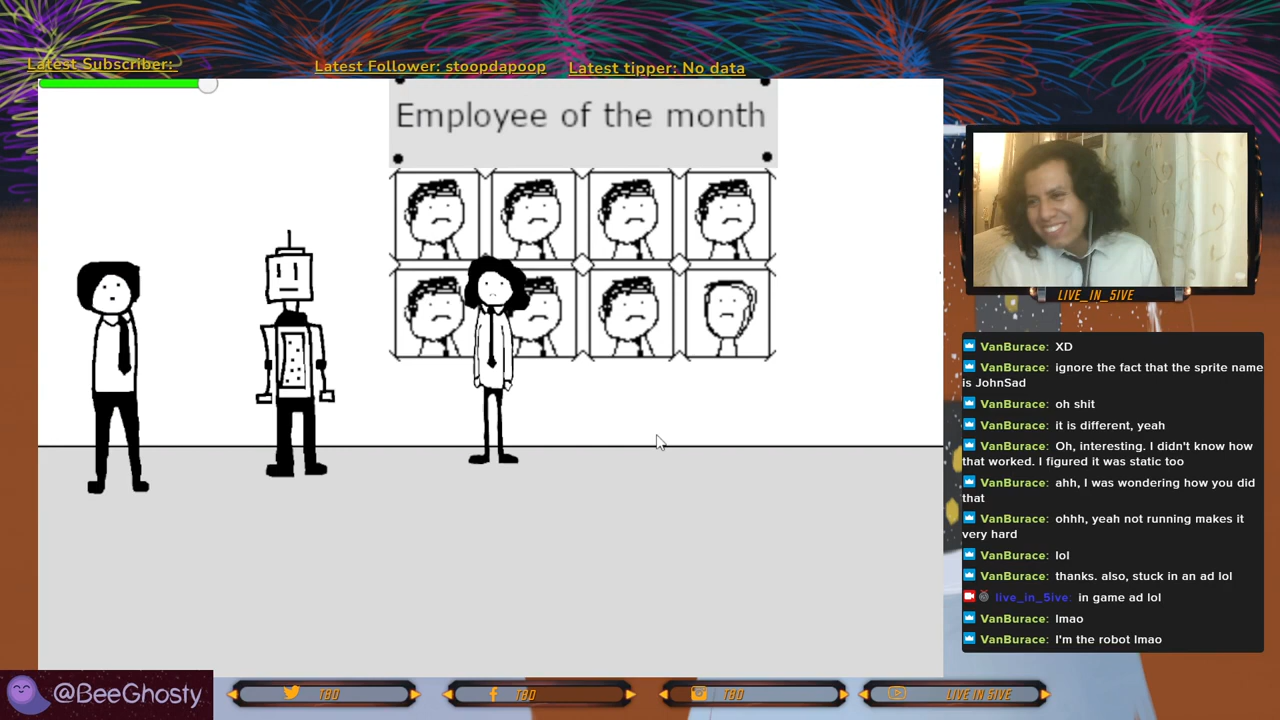 Latest Subscriber:
Latest Follower: stoopdapoop
Latest tipper: No data
Employee of the month
LIVE_IN_5IVE
VanBurace: XD
VanBurace: ignore the fact that the sprite name
is JohnSad
VanBurace: oh shit
VanBurace: it is different, yeah
VanBurace: Oh, interesting. I didn't know how
that worked. I figured it was static too
VanBurace: ahh, I was wondering how you did
that
VanBurace: ohhh, yeah not running makes it
very hard
VanBurace: lol
VanBurace: thanks. also, stuck in an ad lol
live_in_5ive: in game ad lol
VanBurace: lmao
VanBurace: I'm the robot lmao
@BeeGhosty
TBD
TBD
TBD
LIVE IN 5IVE